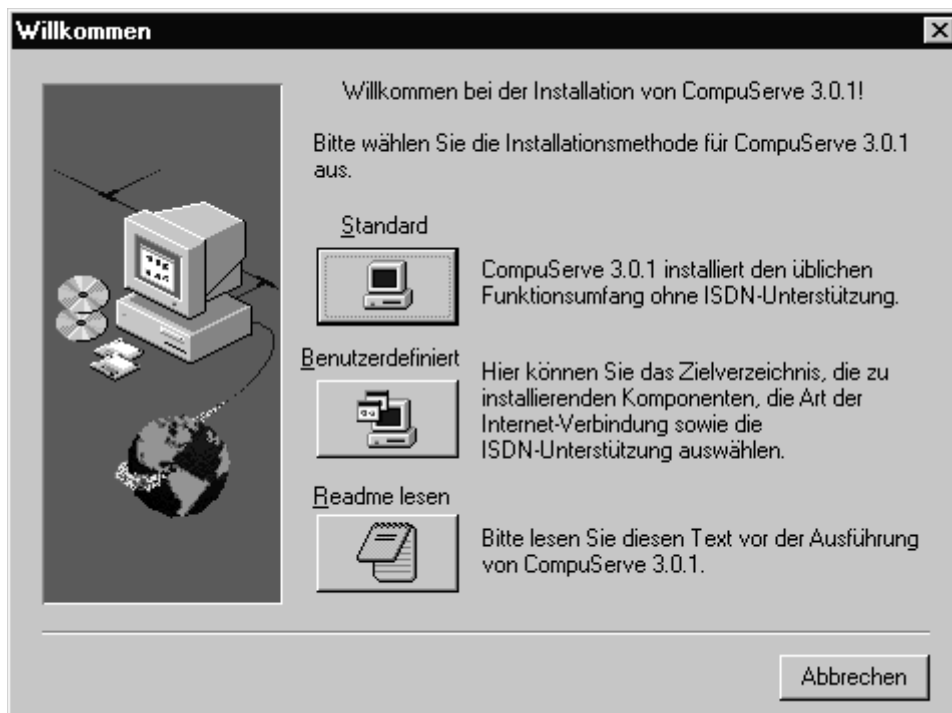 Willkommen
Willkommen bei der Installation von CompuServe 3.0.1!
Bitte wählen Sie die Installationsmethode für CompuServe 3.0.1
aus.
Standard
CompuServe 3.0.1 installiert den üblichen
Funktionsumfang ohne ISDN-Unterstützung.
Benutzerdefiniert
Hier können Sie das Zielverzeichnis, die zu
installierenden Komponenten, die Art der
Internet-Verbindung sowie die
ISDN-Unterstützung auswählen.
Readme lesen
Bitte lesen Sie diesen Text vor der Ausführung
von CompuServe 3.0.1.
Abbrechen